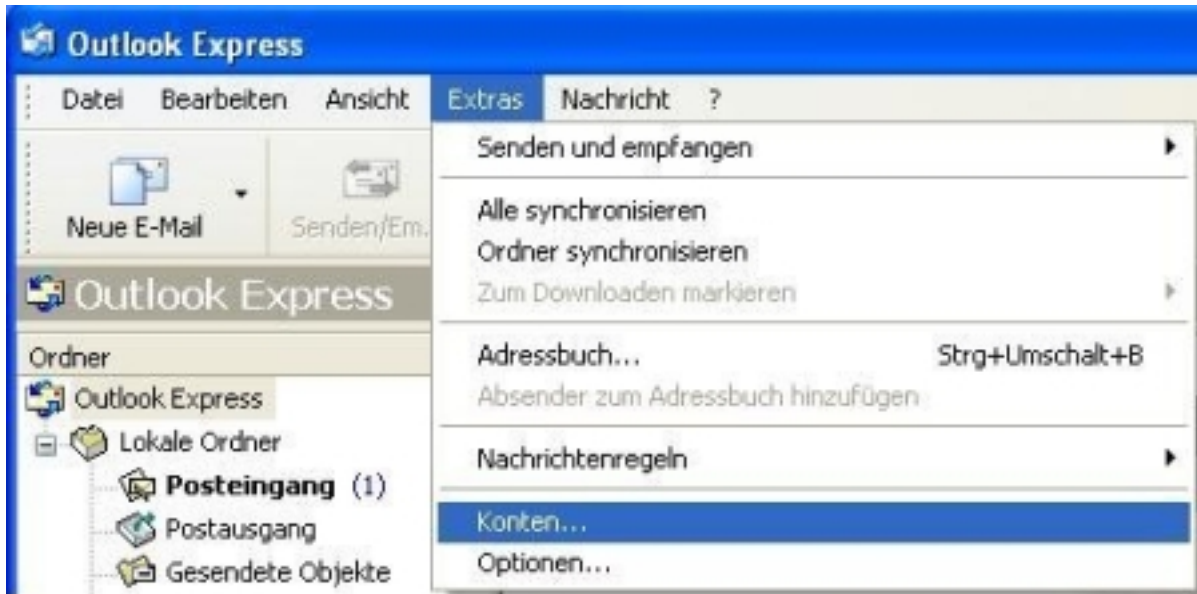 Outlook Express
Datei Bearbeiten Ansicht Extras Nachricht ?
Neue E-Mail Senden/Em.
Outlook Express
Ordner
Outlook Express
Lokale Ordner
Posteingang (1)
Postausgang
Gesendete Objekte
Senden und empfangen
Alle synchronisieren
Ordner synchronisieren
Zum Downloaden markieren
Adressbuch... Strg+Umschalt+B
Absender zum Adressbuch hinzufügen
Nachrichtenregeln
Konten...
Optionen...